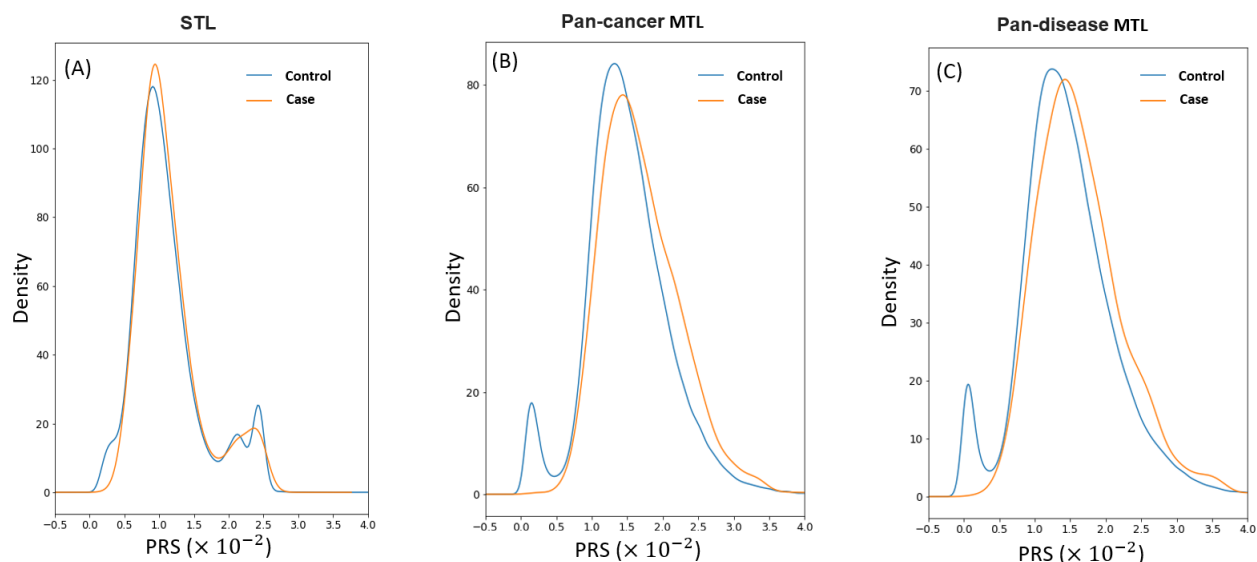 STL
(A)
Control
Case
120
100
80
60
40
20
0
Density
−0.5 0.0 0.5 1.0 1.5 2.0 2.5 3.0 3.5 4.0
PRS (× 10⁻²)
Pan-cancer MTL
(B)
Control
Case
80
60
40
20
0
Density
−0.5 0.0 0.5 1.0 1.5 2.0 2.5 3.0 3.5 4.0
PRS (× 10⁻²)
Pan-disease MTL
(C)
Control
Case
70
60
50
40
30
20
10
0
Density
−0.5 0.0 0.5 1.0 1.5 2.0 2.5 3.0 3.5 4.0
PRS (× 10⁻²)